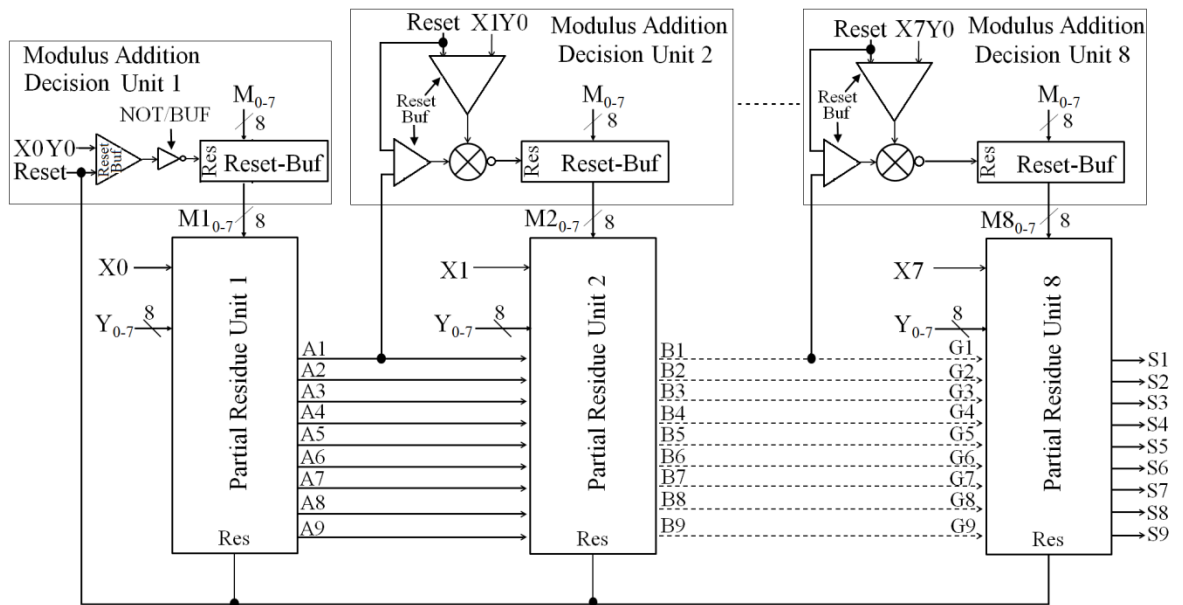 Modulus Addition
Decision Unit 1
NOT/BUF
M0-7
8
X0Y0
Reset
Reset
Buf
Res
Reset-Buf
M10-7
8
Reset
X1Y0
Modulus Addition
Decision Unit 2
Reset
Buf
M0-7
8
Res
Reset-Buf
M20-7
8
Reset
X7Y0
Modulus Addition
Decision Unit 8
Reset
Buf
M0-7
8
Res
Reset-Buf
M80-7
8
X0
Y0-7
8
Partial Residue Unit 1
Res
A1
A2
A3
A4
A5
A6
A7
A8
A9
X1
Y0-7
8
Partial Residue Unit 2
Res
B1
B2
B3
B4
B5
B6
B7
B8
B9
X7
Y0-7
8
G1
G2
G3
G4
G5
G6
G7
G8
G9
Partial Residue Unit 8
Res
S1
S2
S3
S4
S5
S6
S7
S8
S9